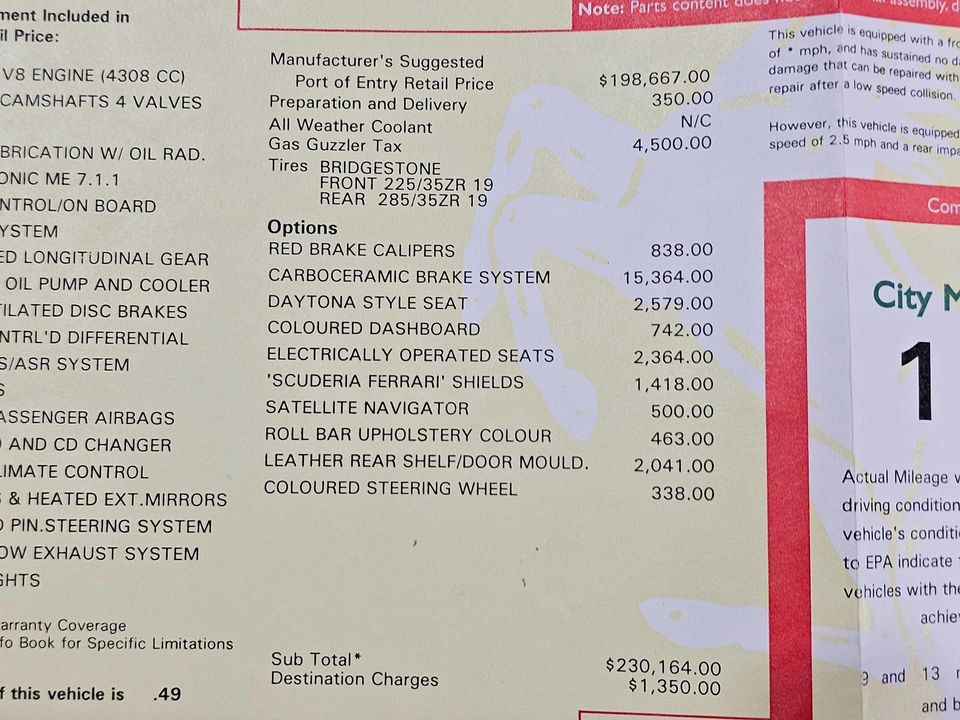 ment Included in
il Price:
V8 ENGINE (4308 CC)
CAMSHAFTS 4 VALVES
BRICATION W/ OIL RAD.
ONIC ME 7.1.1
NTROL/ON BOARD
YSTEM
ED LONGITUDINAL GEAR
OIL PUMP AND COOLER
TILATED DISC BRAKES
NTRL'D DIFFERENTIAL
S/ASR SYSTEM
S
ASSENGER AIRBAGS
AND CD CHANGER
LIMATE CONTROL
& HEATED EXT.MIRRORS
PIN.STEERING SYSTEM
OW EXHAUST SYSTEM
GHTS
arranty Coverage
fo Book for Specific Limitations
f this vehicle is .49
Manufacturer's Suggested
Port of Entry Retail Price $198,667.00
Preparation and Delivery 350.00
All Weather Coolant N/C
Gas Guzzler Tax 4,500.00
Tires BRIDGESTONE
FRONT 225/35ZR 19
REAR 285/35ZR 19
Options
RED BRAKE CALIPERS 838.00
CARBOCERAMIC BRAKE SYSTEM 15,364.00
DAYTONA STYLE SEAT 2,579.00
COLOURED DASHBOARD 742.00
ELECTRICALLY OPERATED SEATS 2,364.00
'SCUDERIA FERRARI' SHIELDS 1,418.00
SATELLITE NAVIGATOR 500.00
ROLL BAR UPHOLSTERY COLOUR 463.00
LEATHER REAR SHELF/DOOR MOULD. 2,041.00
COLOURED STEERING WHEEL 338.00
Sub Total* $230,164.00
Destination Charges $1,350.00
Note: Parts content does not assembly, d
This vehicle is equipped with a fro
of * mph, and has sustained no da
damage that can be repaired with
repair after a low speed collision.
However, this vehicle is equipped
speed of 2.5 mph and a rear impa
Com
City M
1
Actual Mileage w
driving condition
vehicle's conditi
to EPA indicate
vehicles with the
achiev
9 and 13 m
and b